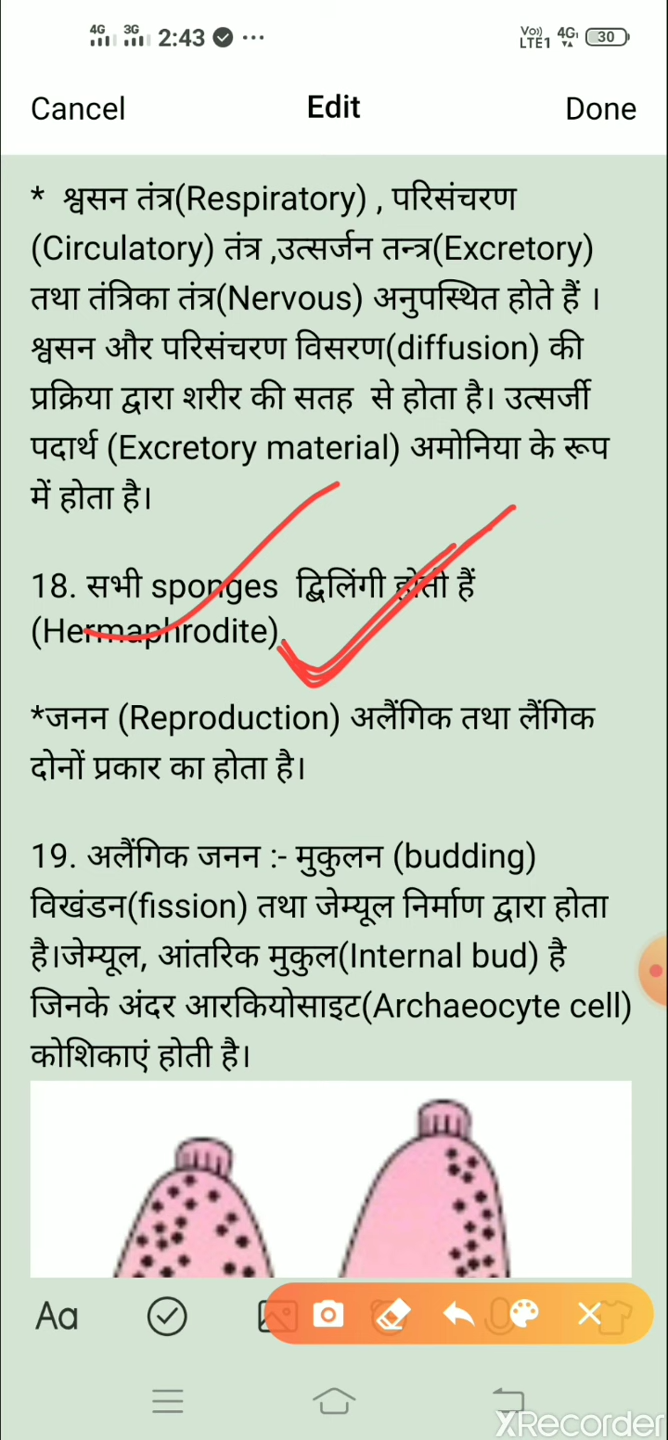 4G 3G 2:43 ...
Vo)) LTE1 4G 30
Cancel Edit Done
* श्वसन तंत्र(Respiratory) , परिसंचरण
(Circulatory) तंत्र ,उत्सर्जन तन्त्र(Excretory)
तथा तंत्रिका तंत्र(Nervous) अनुपस्थित होते हैं ।
श्वसन और परिसंचरण विसरण(diffusion) की
प्रक्रिया द्वारा शरीर की सतह से होता है। उत्सर्जी
पदार्थ (Excretory material) अमोनिया के रूप
में होता है।
18. सभी sponges द्विलिंगी होती हैं
(Hermaphrodite).
*जनन (Reproduction) अलैंगिक तथा लैंगिक
दोनों प्रकार का होता है।
19. अलैंगिक जनन :- मुकुलन (budding)
विखंडन(fission) तथा जेम्यूल निर्माण द्वारा होता
है।जेम्यूल, आंतरिक मुकुल(Internal bud) है
जिनके अंदर आरकियोसाइट(Archaeocyte cell)
कोशिकाएं होती है।
Aa
XRecorder